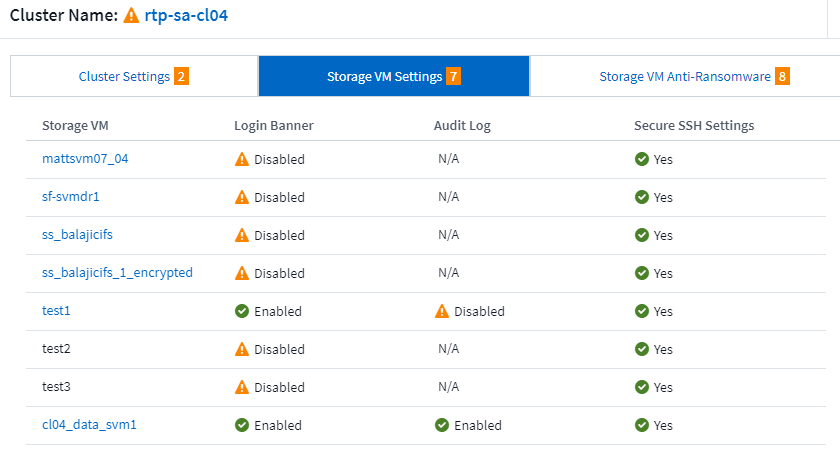 Cluster Name: rtp-sa-cl04
Cluster Settings 2 Storage VM Settings 7 Storage VM Anti-Ransomware 8
Storage VM Login Banner Audit Log Secure SSH Settings
mattsvm07_04 Disabled N/A Yes
sf-svmdr1 Disabled N/A Yes
ss_balajicifs Disabled N/A Yes
ss_balajicifs_1_encrypted Disabled N/A Yes
test1 Enabled Disabled Yes
test2 Disabled N/A Yes
test3 Disabled N/A Yes
cl04_data_svm1 Enabled Enabled Yes